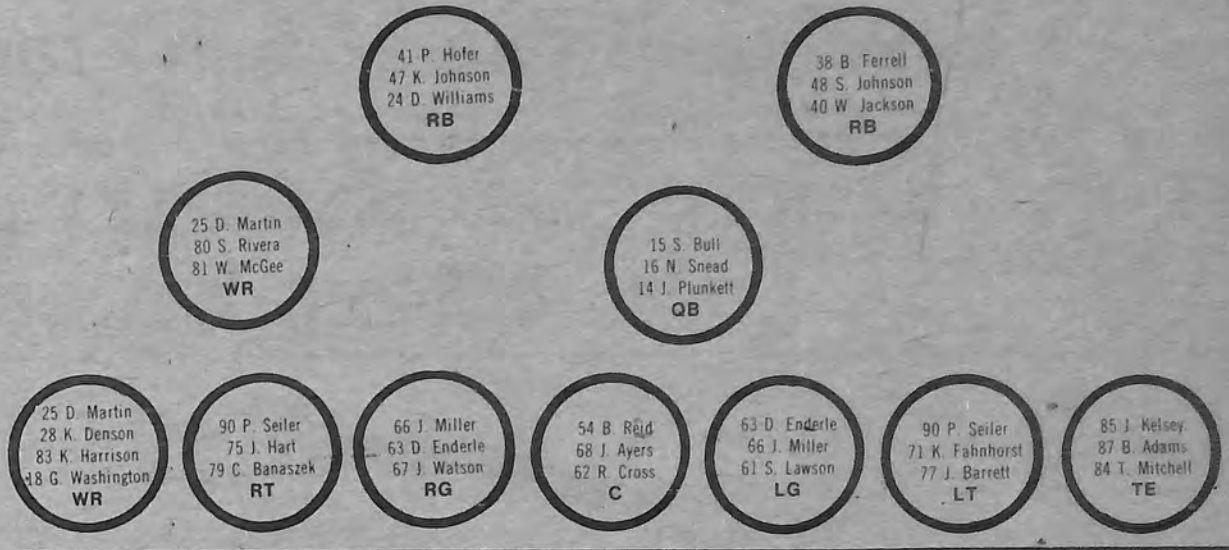 41 P. Hofer
47 K. Johnson
24 D. Williams
RB
38 B. Ferrell
48 S. Johnson
40 W. Jackson
RB
25 D. Martin
80 S. Rivera
81 W. McGee
WR
15 S. Bull
16 N. Snead
14 J. Plunkett
QB
25 D. Martin
28 K. Denson
83 K. Harrison
18 G. Washington
WR
90 P. Seiler
75 J. Hart
79 C. Banaszek
RT
66 J. Miller
63 D. Enderle
67 J. Watson
RG
54 B. Reid
68 J. Ayers
62 R. Cross
C
63 D. Enderle
66 J. Miller
61 S. Lawson
LG
90 P. Seiler
71 K. Fahnhorst
77 J. Barrett
LT
85 J. Kelsey
87 B. Adams
84 T. Mitchell
TE